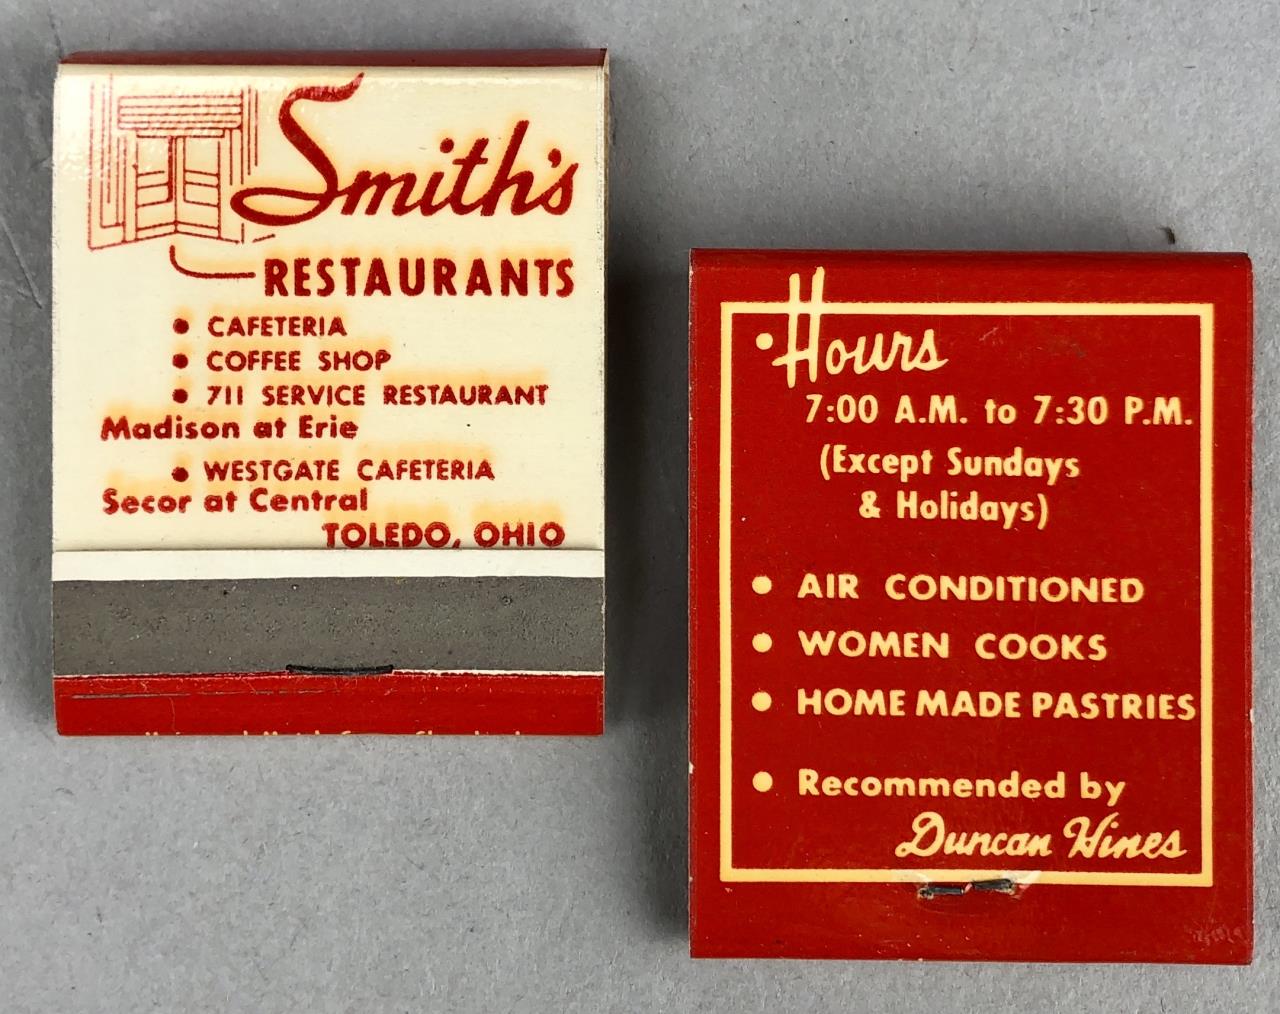 Smith's
RESTAURANTS
• CAFETERIA
• COFFEE SHOP
• 711 SERVICE RESTAURANT
Madison at Erie
• WESTGATE CAFETERIA
Secor at Central
TOLEDO, OHIO
• Hours
7:00 A.M. to 7:30 P.M.
(Except Sundays
& Holidays)
• AIR CONDITIONED
• WOMEN COOKS
• HOME MADE PASTRIES
• Recommended by
Duncan Hines